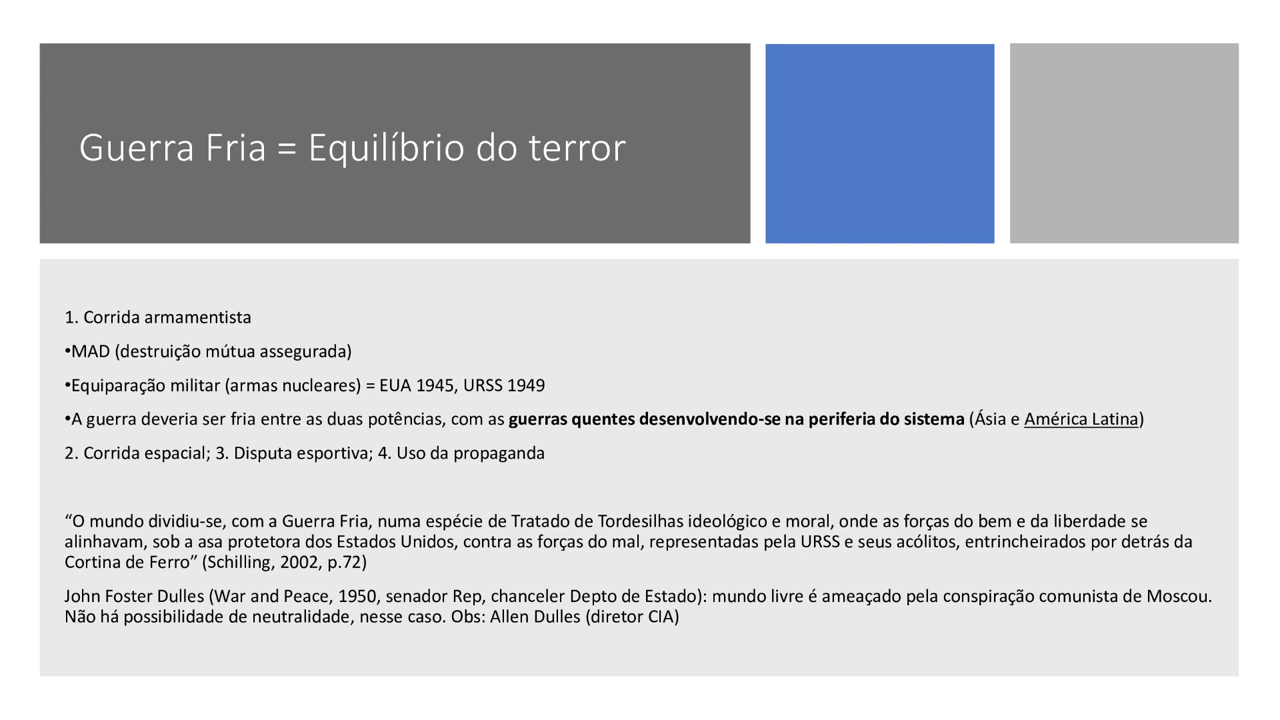 Guerra Fria = Equilíbrio do terror
1. Corrida armamentista
•MAD (destruição mútua assegurada)
•Equiparação militar (armas nucleares) = EUA 1945, URSS 1949
•A guerra deveria ser fria entre as duas potências, com as guerras quentes desenvolvendo-se na periferia do sistema (Ásia e América Latina)
2. Corrida espacial; 3. Disputa esportiva; 4. Uso da propaganda
“O mundo dividiu-se, com a Guerra Fria, numa espécie de Tratado de Tordesilhas ideológico e moral, onde as forças do bem e da liberdade se
alinhavam, sob a asa protetora dos Estados Unidos, contra as forças do mal, representadas pela URSS e seus acólitos, entrincheirados por detrás da
Cortina de Ferro” (Schilling, 2002, p.72)
John Foster Dulles (War and Peace, 1950, senador Rep, chanceler Depto de Estado): mundo livre é ameaçado pela conspiração comunista de Moscou.
Não há possibilidade de neutralidade, nesse caso. Obs: Allen Dulles (diretor CIA)